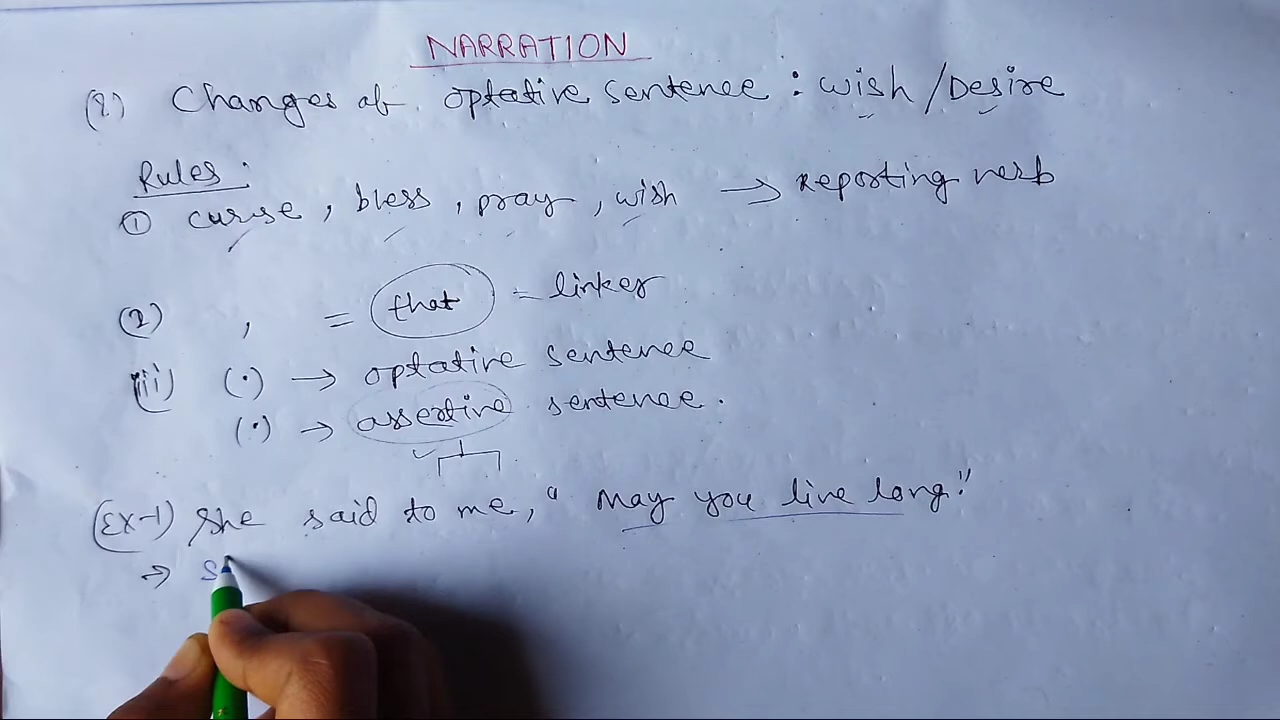 NARRATION
(2) Changes of optative sentence : wish / Desire
Rules :
① curse, bless, pray, wish → Reporting verb
(2) , = that = linker
(iii) (.) → optative sentence
(.) → assertive sentence.
(Ex-1) She said to me, " May you live long."
→ S